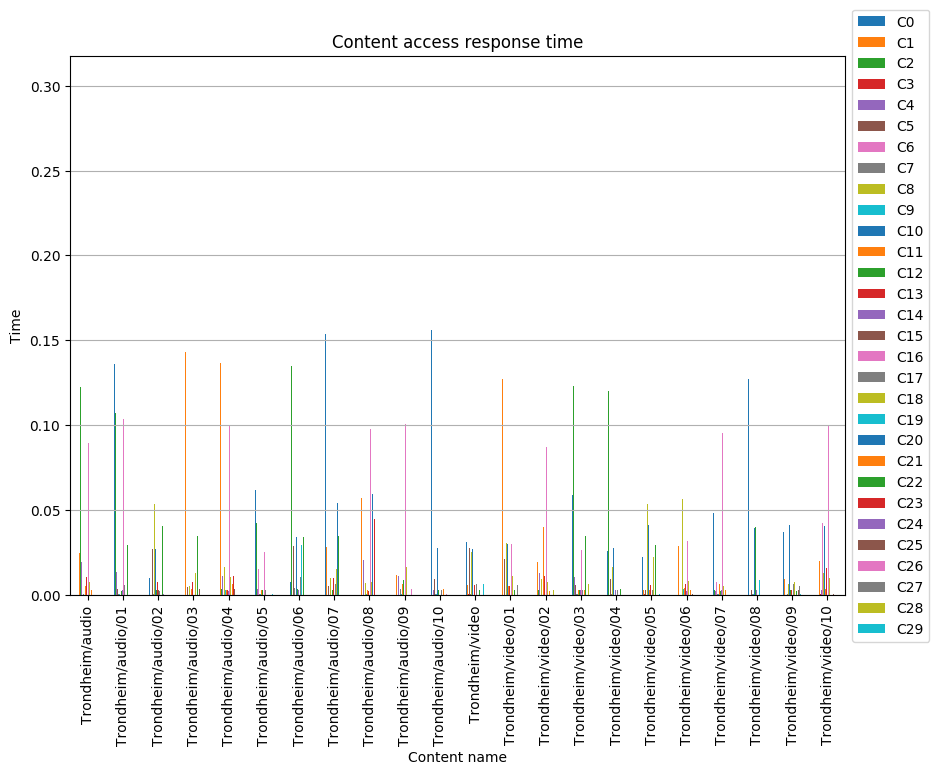 Content access response time
Time
0.30
0.25
0.20
0.15
0.10
0.05
0.00
Trondheim/audio
Trondheim/audio/01
Trondheim/audio/02
Trondheim/audio/03
Trondheim/audio/04
Trondheim/audio/05
Trondheim/audio/06
Trondheim/audio/07
Trondheim/audio/08
Trondheim/audio/09
Trondheim/audio/10
Trondheim/video
Trondheim/video/01
Trondheim/video/02
Trondheim/video/03
Trondheim/video/04
Trondheim/video/05
Trondheim/video/06
Trondheim/video/07
Trondheim/video/08
Trondheim/video/09
Trondheim/video/10
Content name
C0
C1
C2
C3
C4
C5
C6
C7
C8
C9
C10
C11
C12
C13
C14
C15
C16
C17
C18
C19
C20
C21
C22
C23
C24
C25
C26
C27
C28
C29